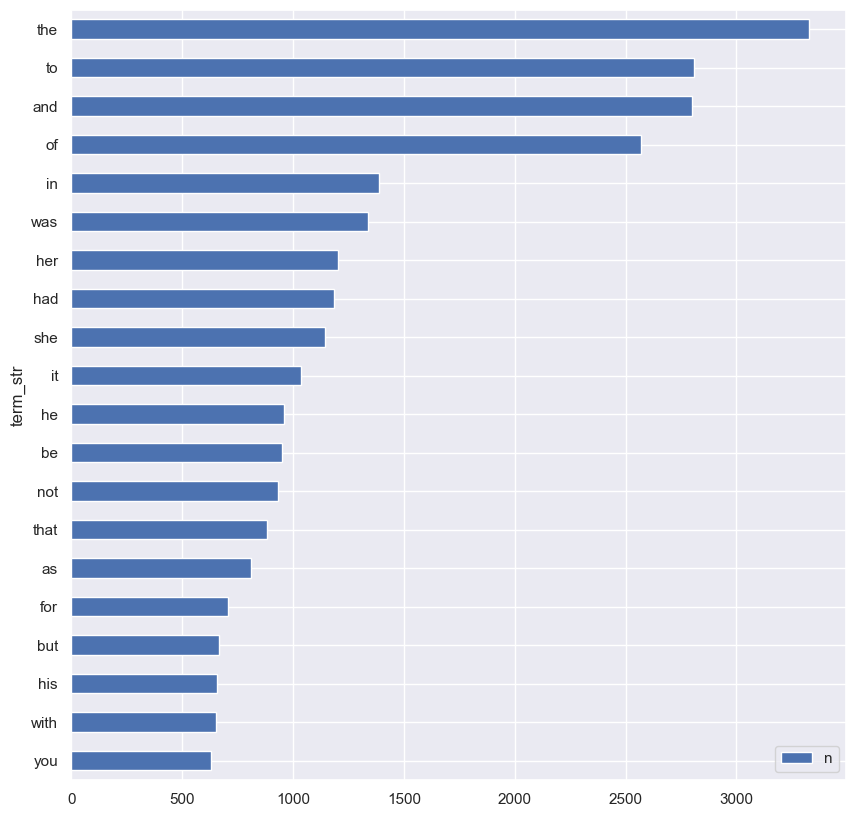 the
to
and
of
in
was
her
had
she
it
he
be
not
that
as
for
but
his
with
you
term_str
n
0 500 1000 1500 2000 2500 3000